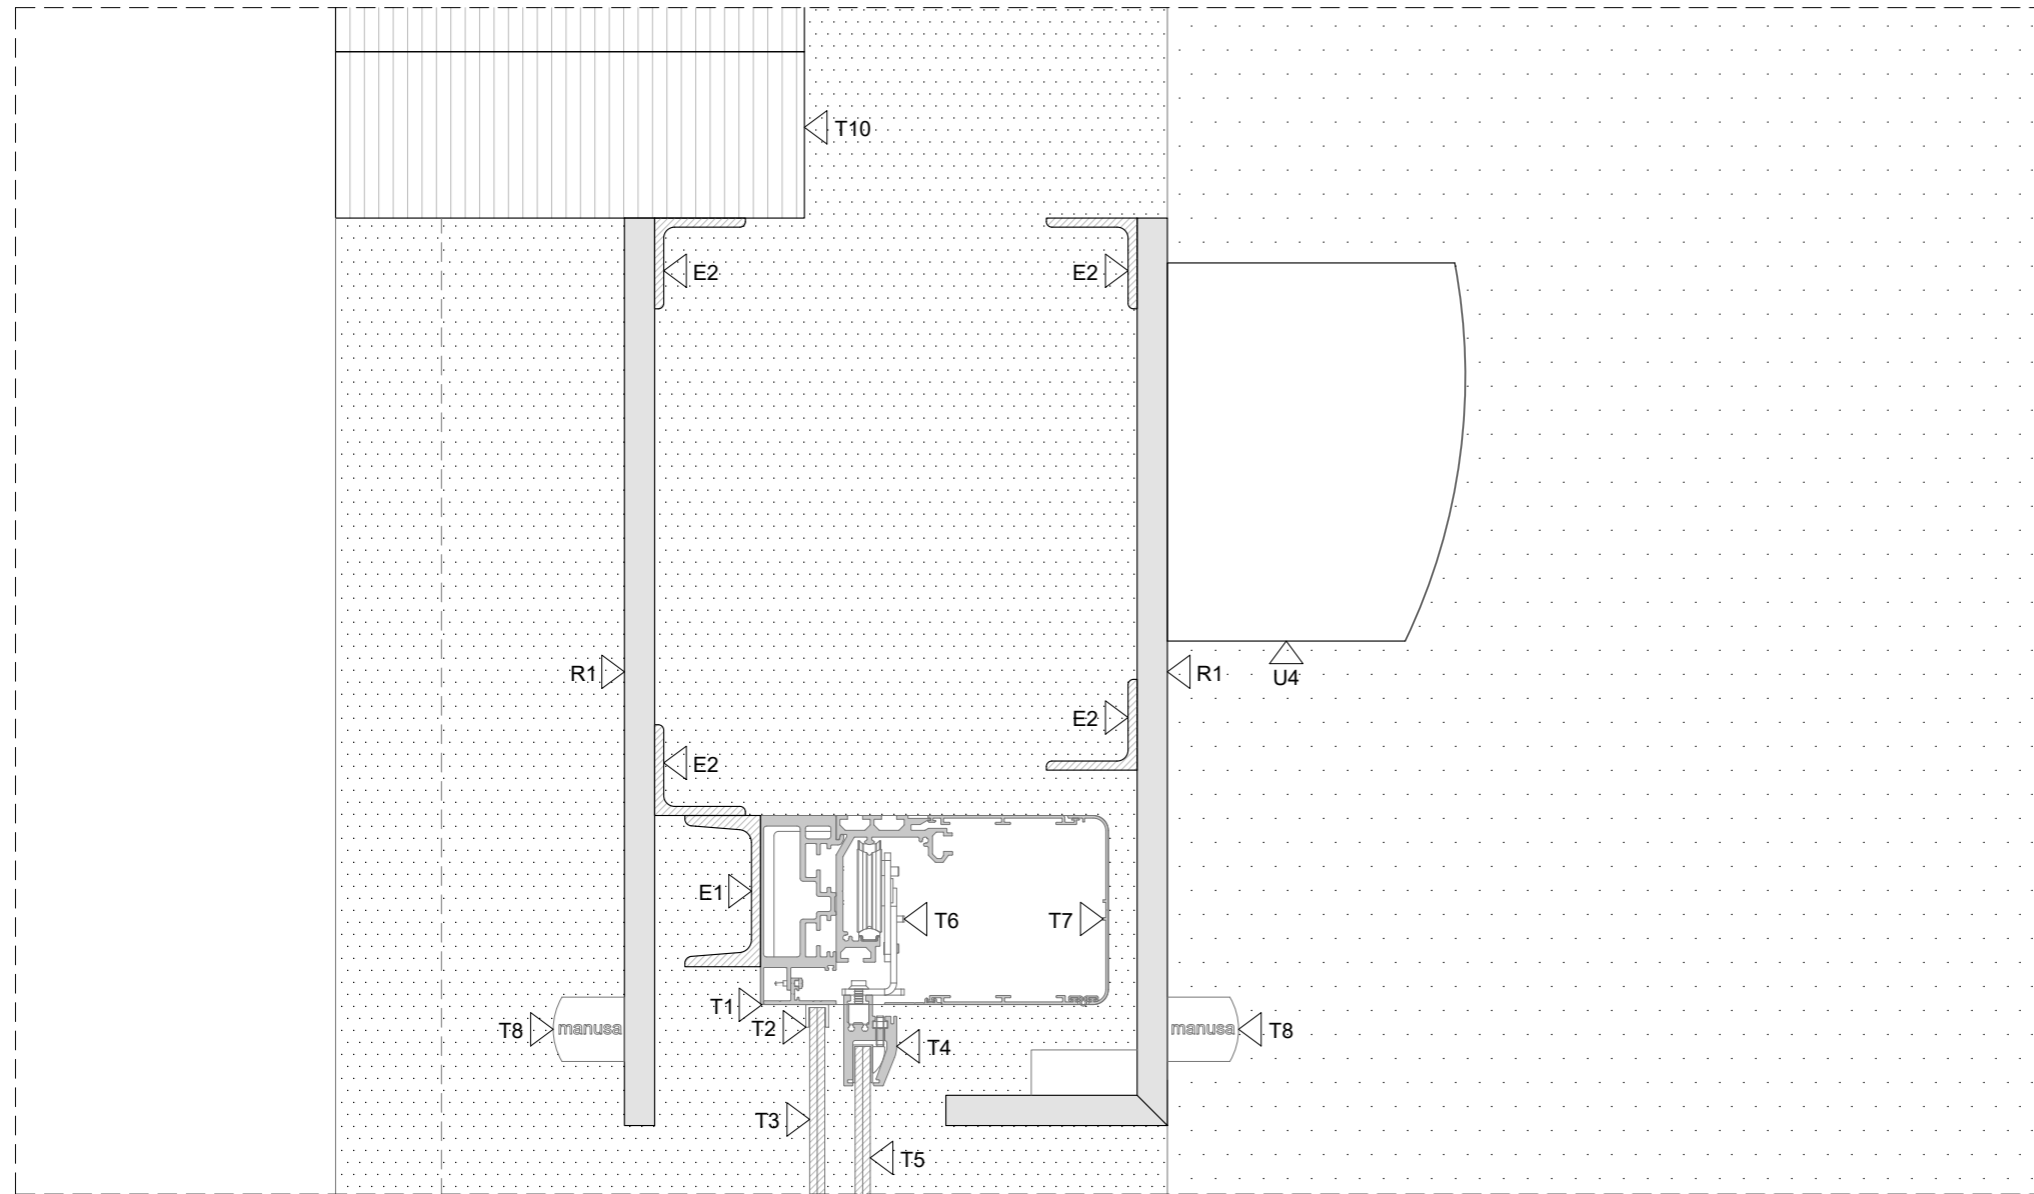 T10
E2 E2
R1 R1
U4
E2
E2
E1 T6 T7
T1
T2
T8 manusa manusa T8
T4
T3
T5